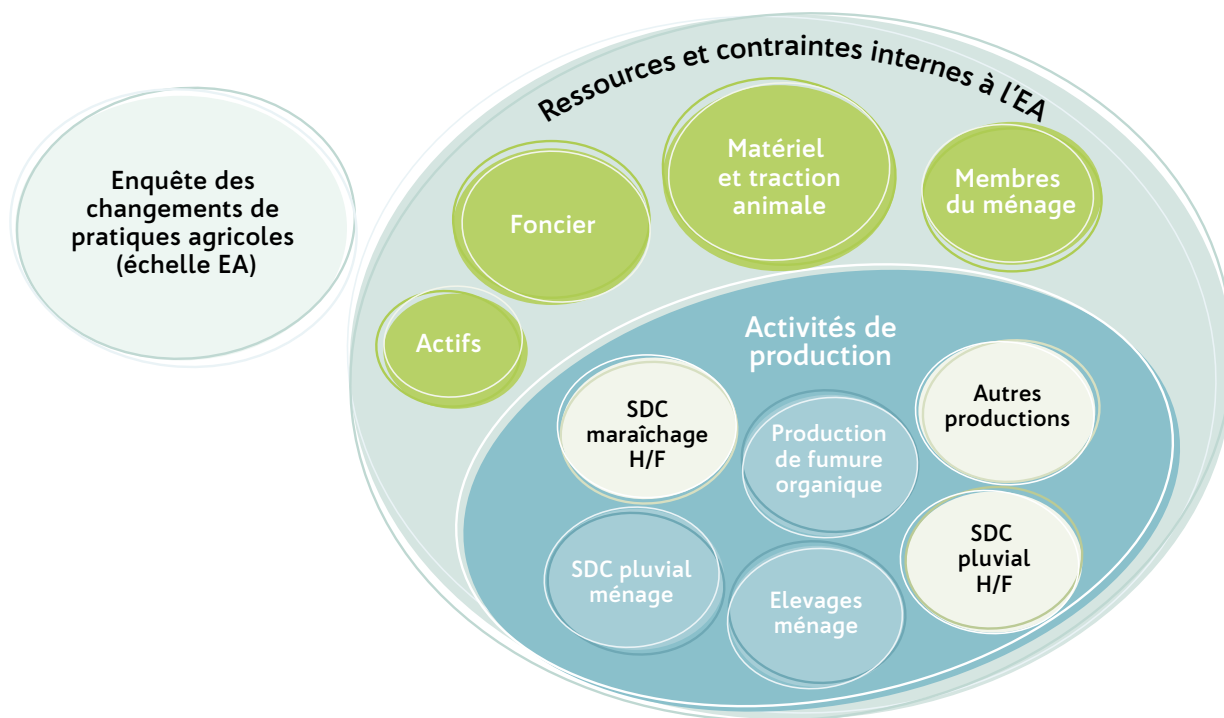 Ressources et contraintes internes à l'EA
Enquête des
changements de
pratiques agricoles
(échelle EA)
Foncier
Matériel
et traction
animale
Membres
du ménage
Actifs
Activités de
production
SDC
maraîchage
H/F
Production
de fumure
organique
Autres
productions
SDC pluvial
ménage
Elevages
ménage
SDC
pluvial
H/F